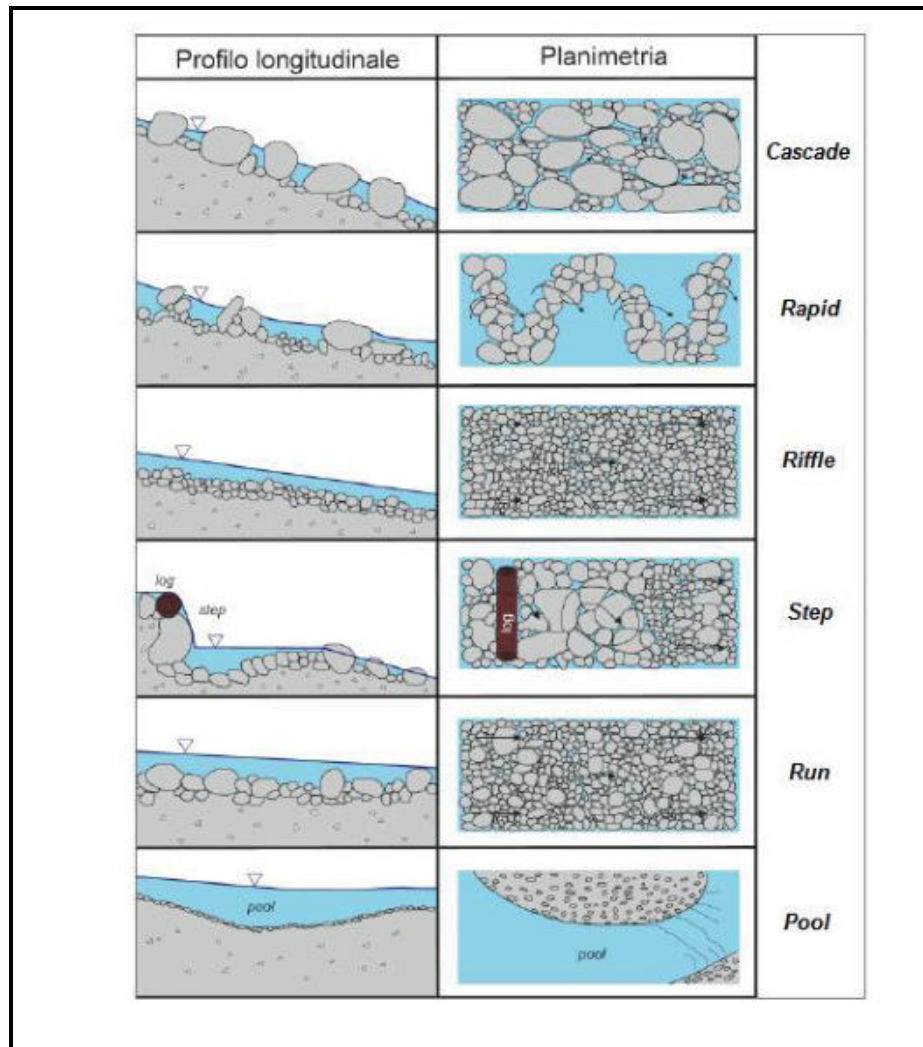 Profilo longitudinale
Planimetria
Cascade
Rapid
Riffle
log
step
log
Step
Run
pool
pool
Pool